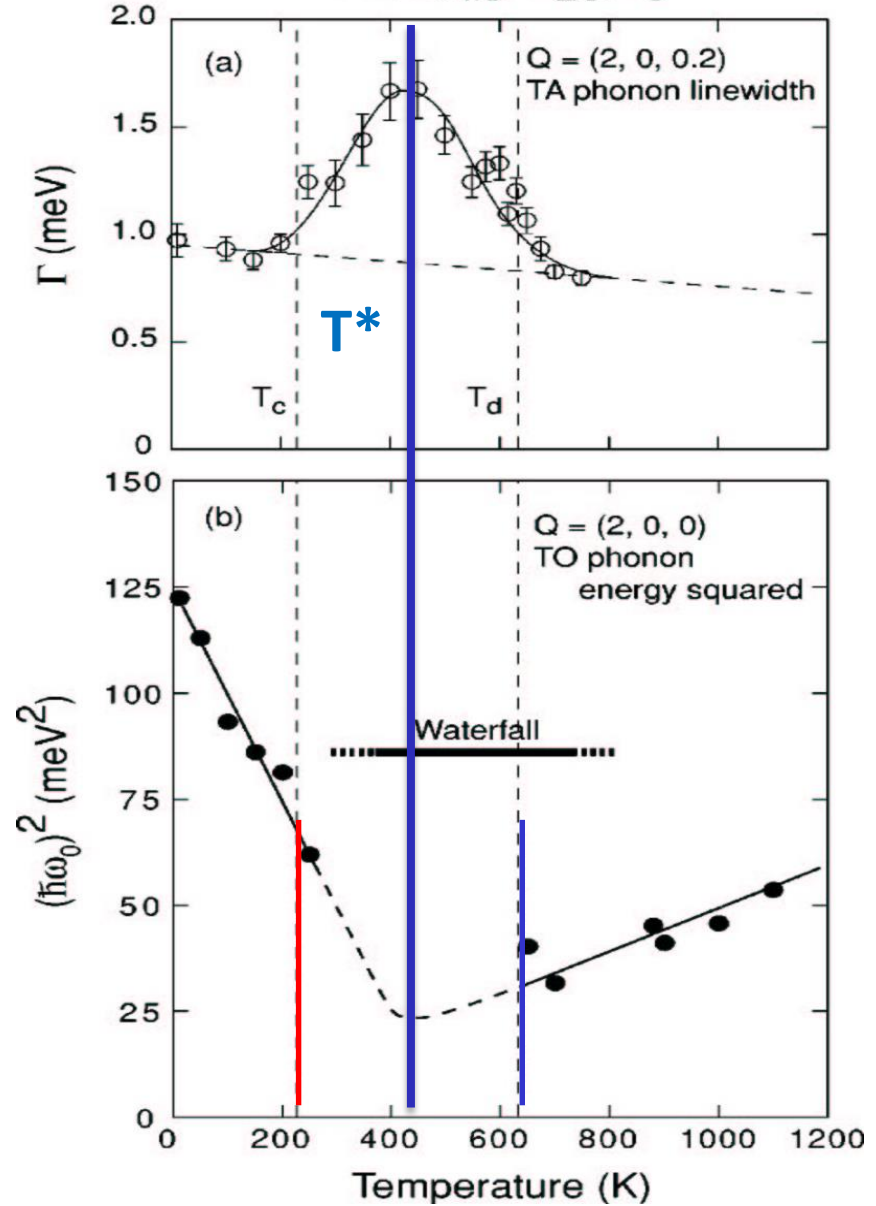 2.0
(a)
Q = (2, 0, 0.2)
TA phonon linewidth
1.5
1.0
Γ (meV)
T*
0.5
T_c
T_d
0
150
(b)
Q = (2, 0, 0)
TO phonon
energy squared
125
100
Waterfall
75
(ħω₀)² (meV²)
50
25
0
0 200 400 600 800 1000 1200
Temperature (K)